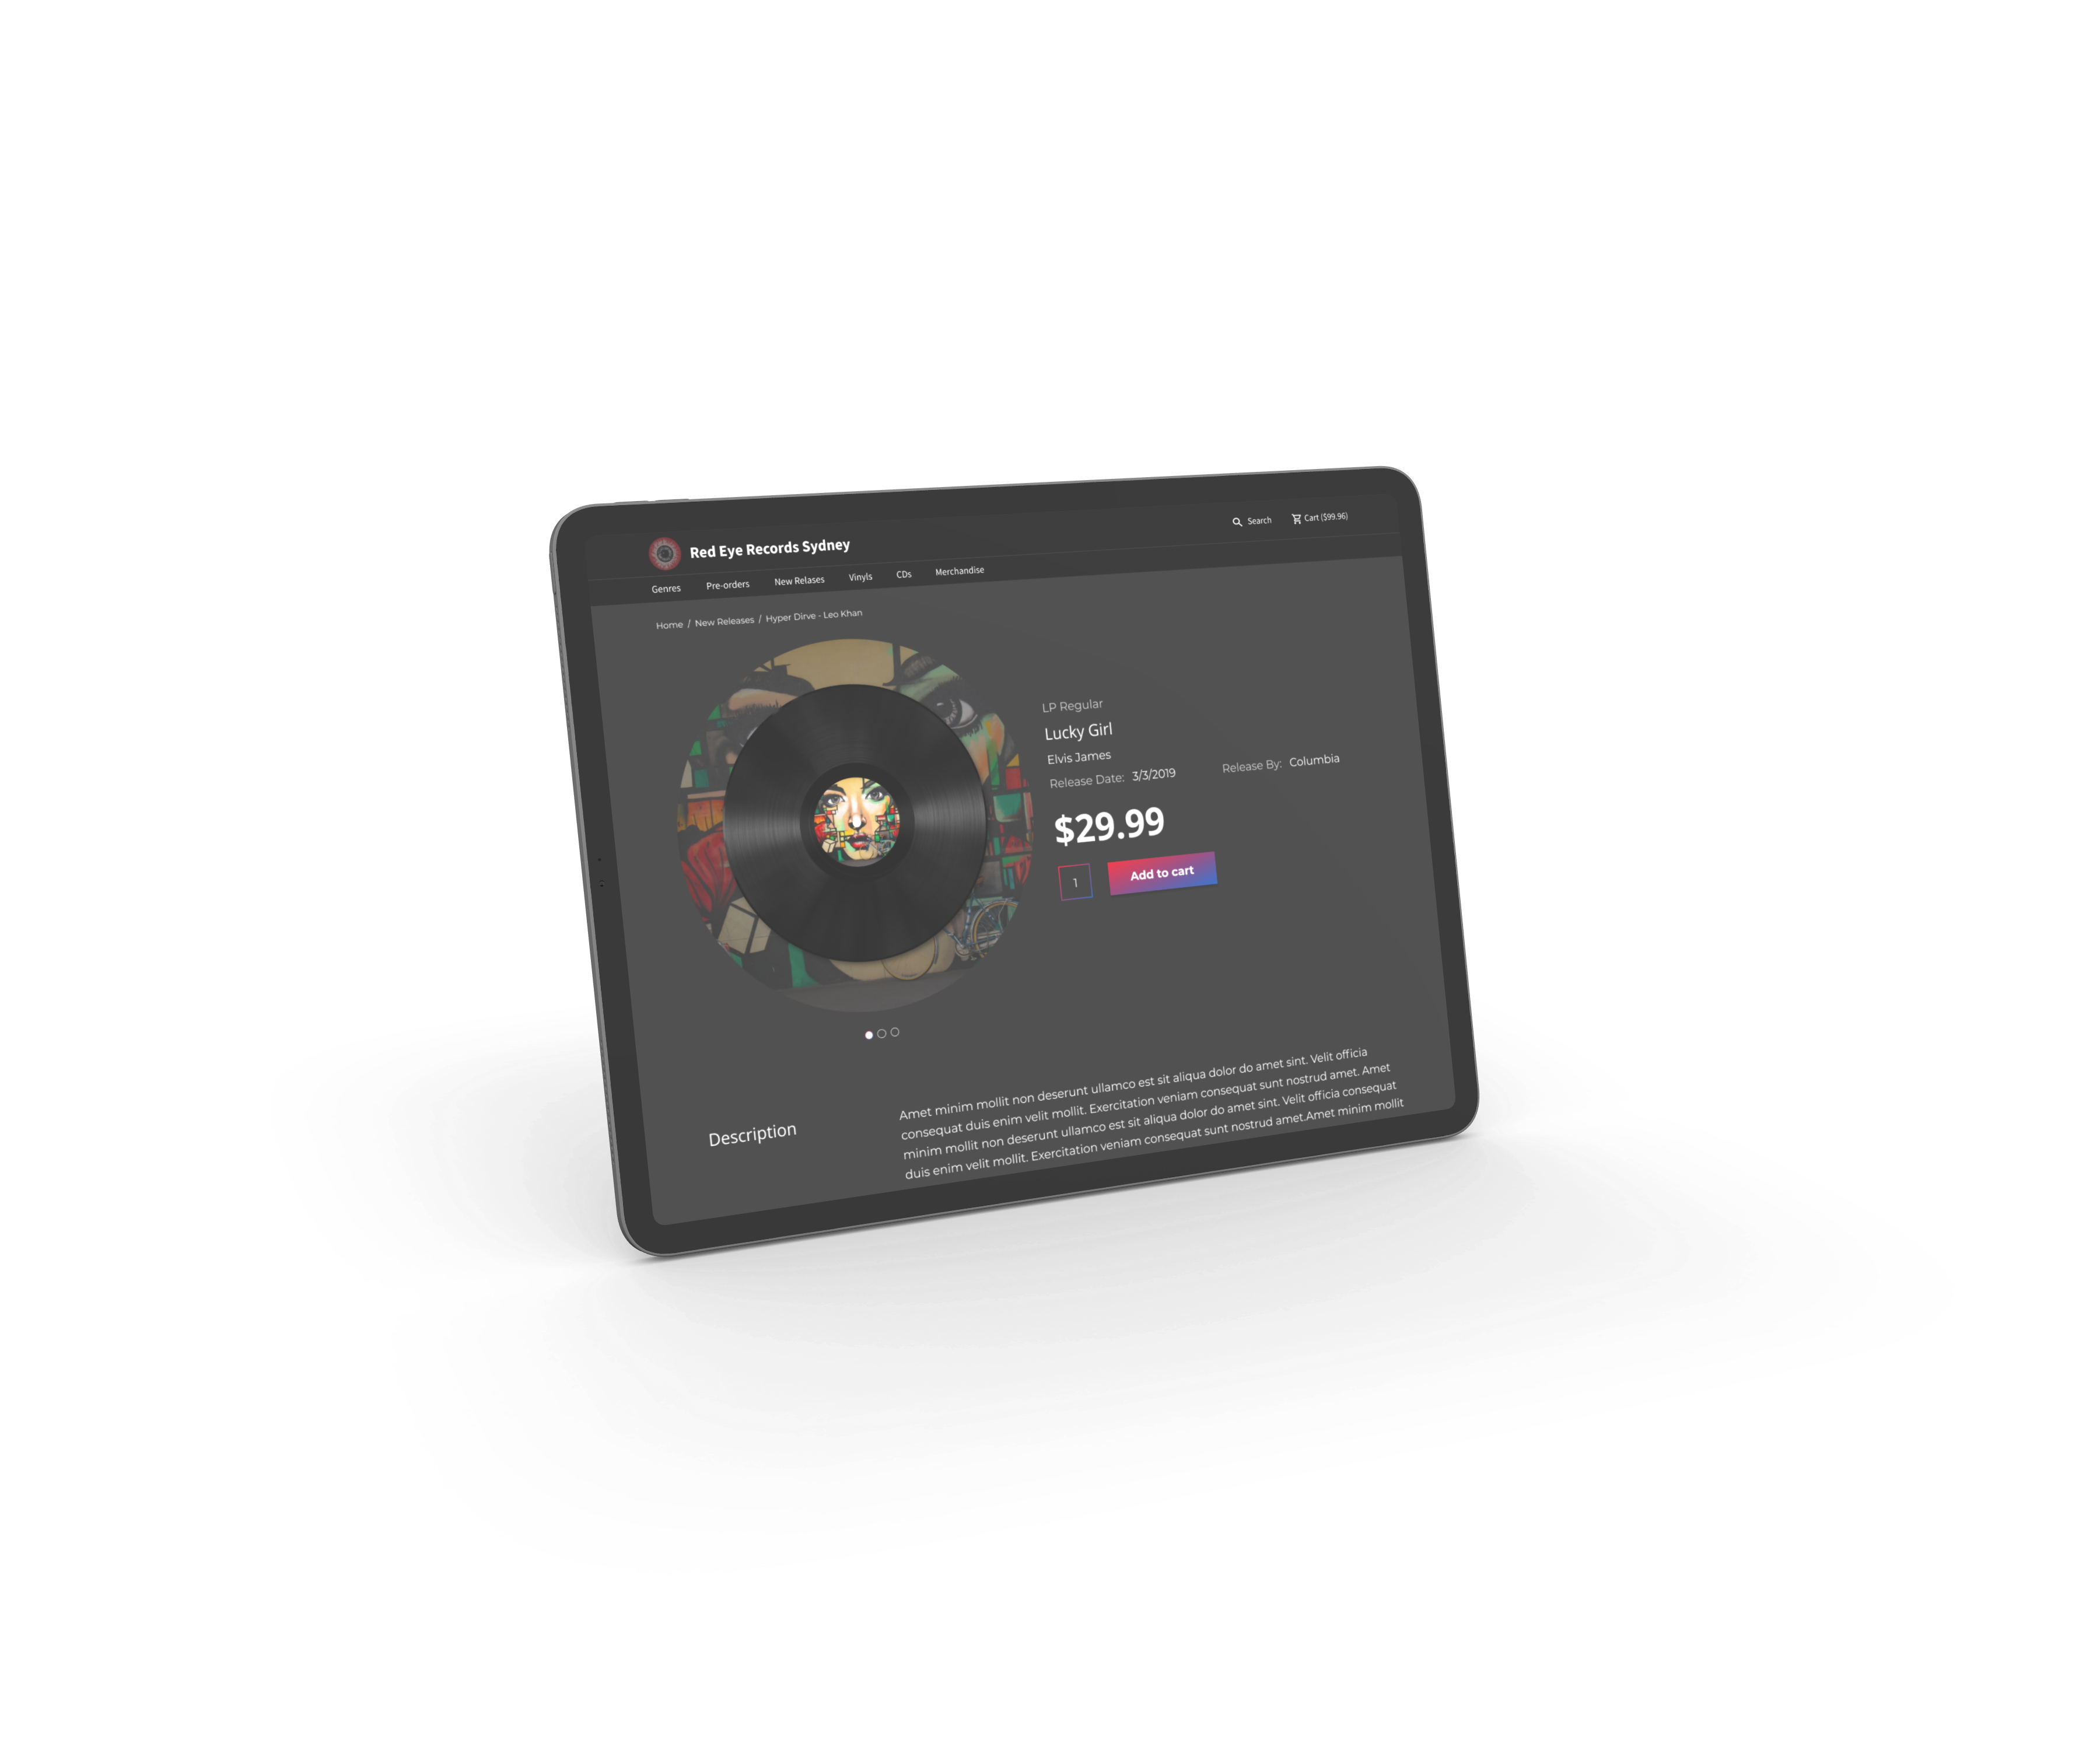 Red Eye Records Sydney
Search
Cart ($99.96)
Genres Pre-orders New Relases Vinyls CDs Merchandise
Home / New Releases / Hyper Dirve - Leo Khan
LP Regular
Lucky Girl
Elvis James
Release Date: 3/3/2019 Release By: Columbia
$29.99
1 Add to cart
Description
Amet minim mollit non deserunt ullamco est sit aliqua dolor do amet sint. Velit officia
consequat duis enim velit mollit. Exercitation veniam consequat sunt nostrud amet. Amet
minim mollit non deserunt ullamco est sit aliqua dolor do amet sint. Velit officia consequat
duis enim velit mollit. Exercitation veniam consequat sunt nostrud amet.Amet minim mollit